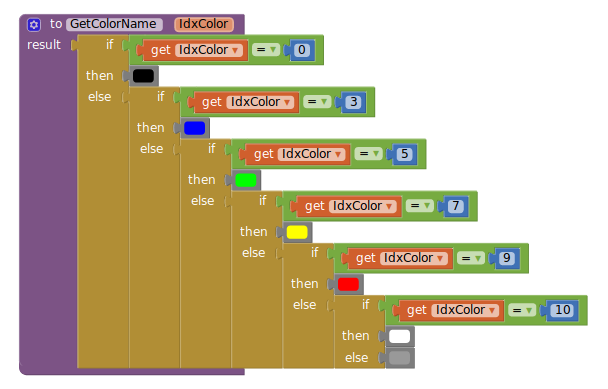 to GetColorName IdxColor
result if get IdxColor = 0
then
else if get IdxColor = 3
then
else if get IdxColor = 5
then
else if get IdxColor = 7
then
else if get IdxColor = 9
then
else if get IdxColor = 10
then
else